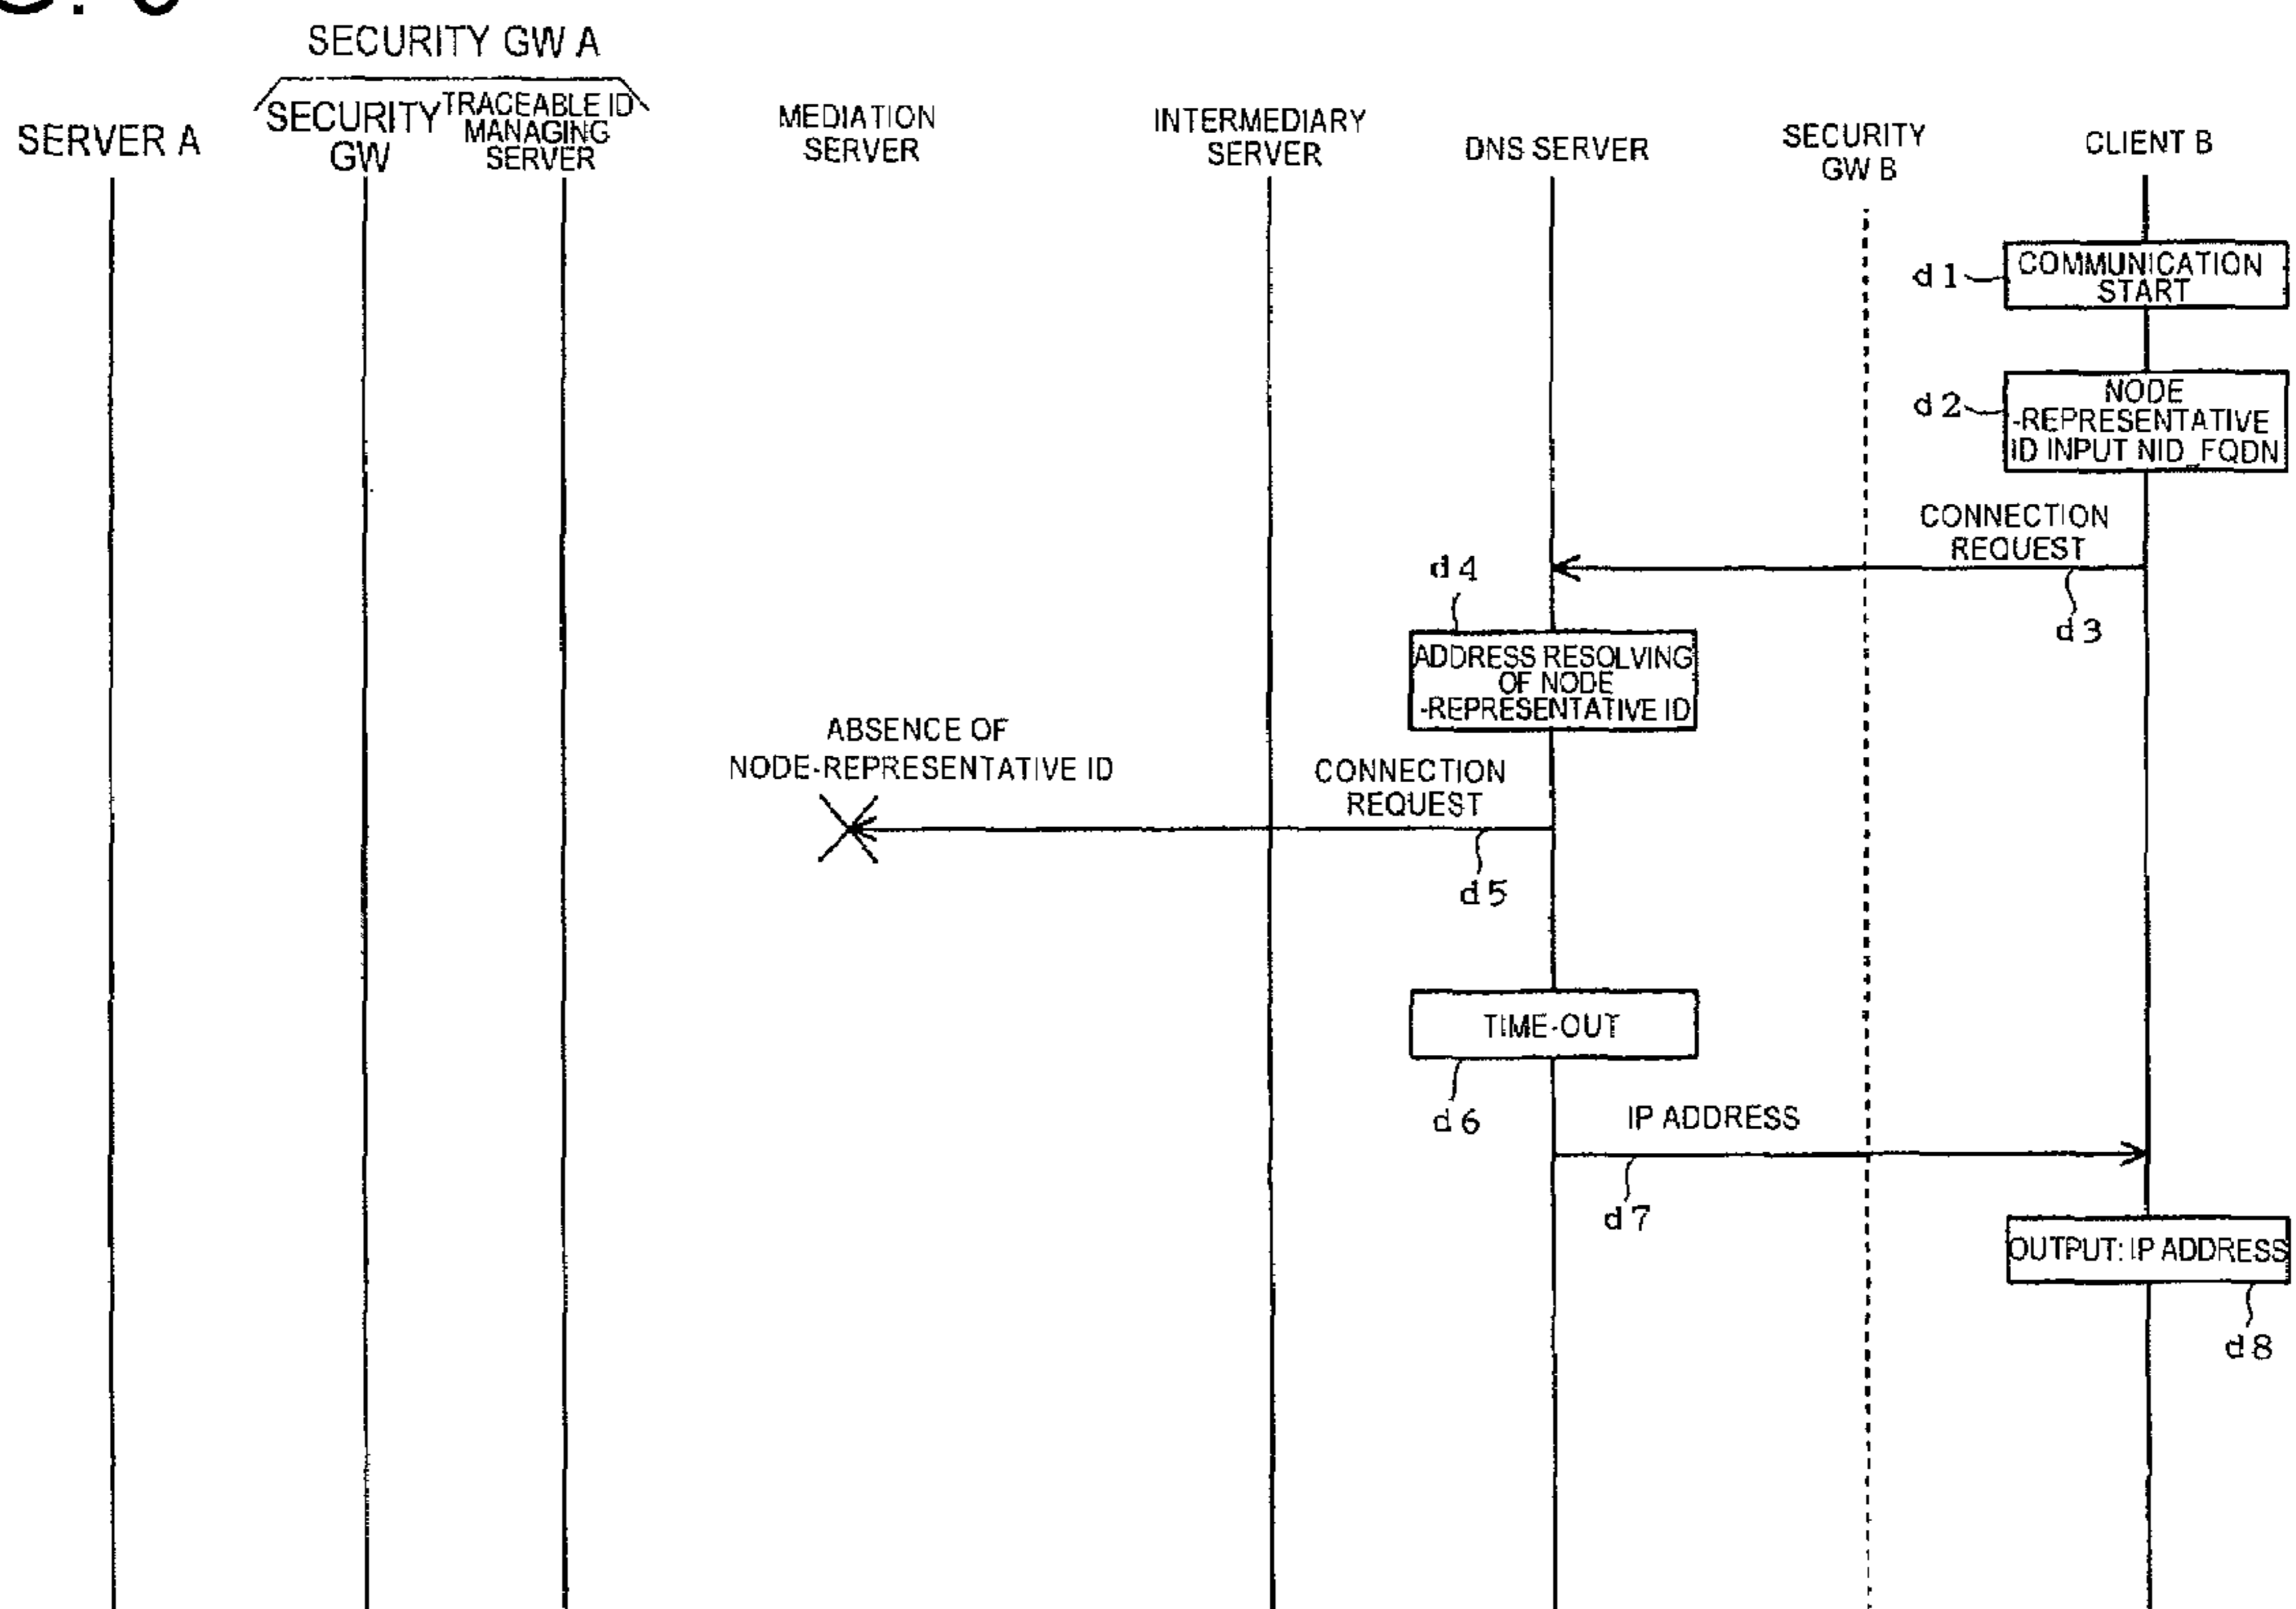 SECURITY GW A
SERVER A
SECURITY
GW
TRACEABLE ID
MANAGING
SERVER
MEDIATION
SERVER
INTERMEDIARY
SERVER
DNS SERVER
SECURITY
GW B
CLIENT B
d1
COMMUNICATION
START
d2
NODE
-REPRESENTATIVE
ID INPUT NID_FQDN
CONNECTION
REQUEST
d3
d4
ADDRESS RESOLVING
OF NODE
-REPRESENTATIVE ID
ABSENCE OF
NODE-REPRESENTATIVE ID
CONNECTION
REQUEST
d5
TIME-OUT
d6
IP ADDRESS
d7
OUTPUT: IP ADDRESS
d8